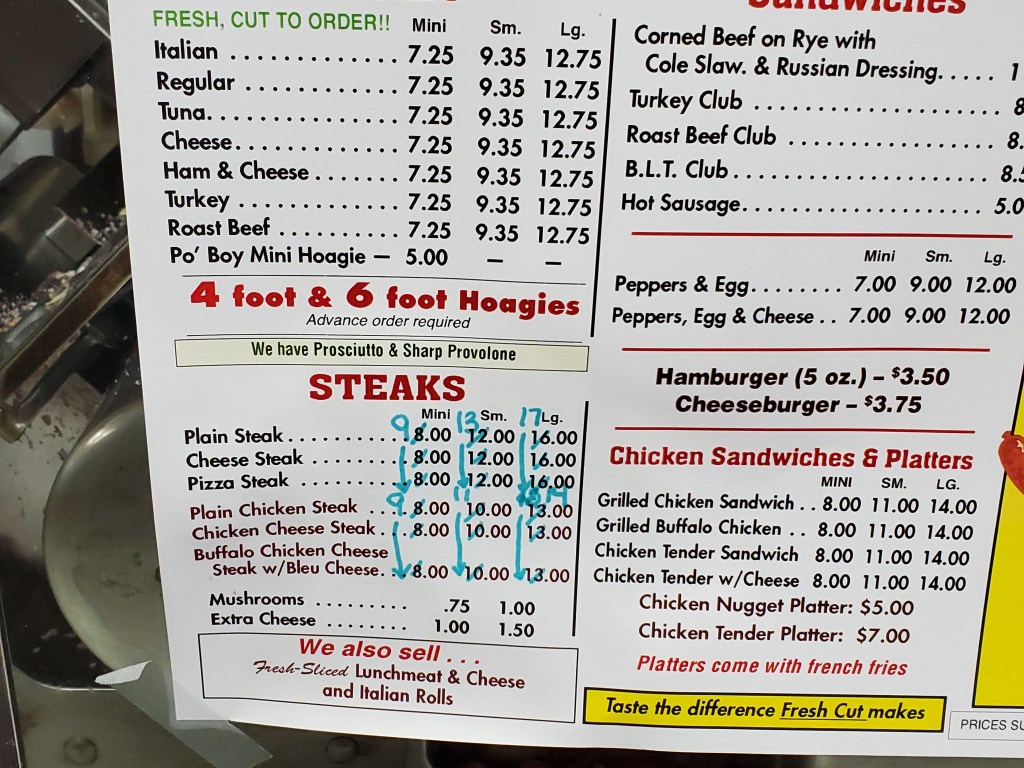 FRESH, CUT TO ORDER!! Mini Sm. Lg.
Italian . . . . . . . . . . . . . 7.25 9.35 12.75
Regular . . . . . . . . . . . . 7.25 9.35 12.75
Tuna. . . . . . . . . . . . . . . 7.25 9.35 12.75
Cheese. . . . . . . . . . . . . 7.25 9.35 12.75
Ham & Cheese . . . . . . . 7.25 9.35 12.75
Turkey . . . . . . . . . . . . . 7.25 9.35 12.75
Roast Beef . . . . . . . . . . 7.25 9.35 12.75
Po' Boy Mini Hoagie — 5.00 — —
4 foot & 6 foot Hoagies
Advance order required
We have Prosciutto & Sharp Provolone
STEAKS
Mini Sm. Lg.
9 13 17
Plain Steak . . . . . . . . . . . 8.00 12.00 16.00
Cheese Steak . . . . . . . . . 8.00 12.00 16.00
Pizza Steak . . . . . . . . . . 8.00 12.00 16.00
9 11 14
Plain Chicken Steak . . . . 8.00 10.00 13.00
Chicken Cheese Steak . . . 8.00 10.00 13.00
Buffalo Chicken Cheese
Steak w/Bleu Cheese. . . 8.00 10.00 13.00
Mushrooms . . . . . . . . . .75 1.00
Extra Cheese . . . . . . . . 1.00 1.50
We also sell . . .
Fresh-Sliced Lunchmeat & Cheese
and Italian Rolls
Sandwiches
Corned Beef on Rye with
Cole Slaw. & Russian Dressing. . . . . 1
Turkey Club . . . . . . . . . . . . . . . . . . . . 8
Roast Beef Club . . . . . . . . . . . . . . . . . 8.
B.L.T. Club . . . . . . . . . . . . . . . . . . . . . 8.5
Hot Sausage. . . . . . . . . . . . . . . . . . . . 5.0
Mini Sm. Lg.
Peppers & Egg. . . . . . . . 7.00 9.00 12.00
Peppers, Egg & Cheese . . 7.00 9.00 12.00
Hamburger (5 oz.) – $3.50
Cheeseburger – $3.75
Chicken Sandwiches & Platters
MINI SM. LG.
Grilled Chicken Sandwich . . 8.00 11.00 14.00
Grilled Buffalo Chicken . . 8.00 11.00 14.00
Chicken Tender Sandwich 8.00 11.00 14.00
Chicken Tender w/Cheese 8.00 11.00 14.00
Chicken Nugget Platter: $5.00
Chicken Tender Platter: $7.00
Platters come with french fries
Taste the difference Fresh Cut makes
PRICES SU